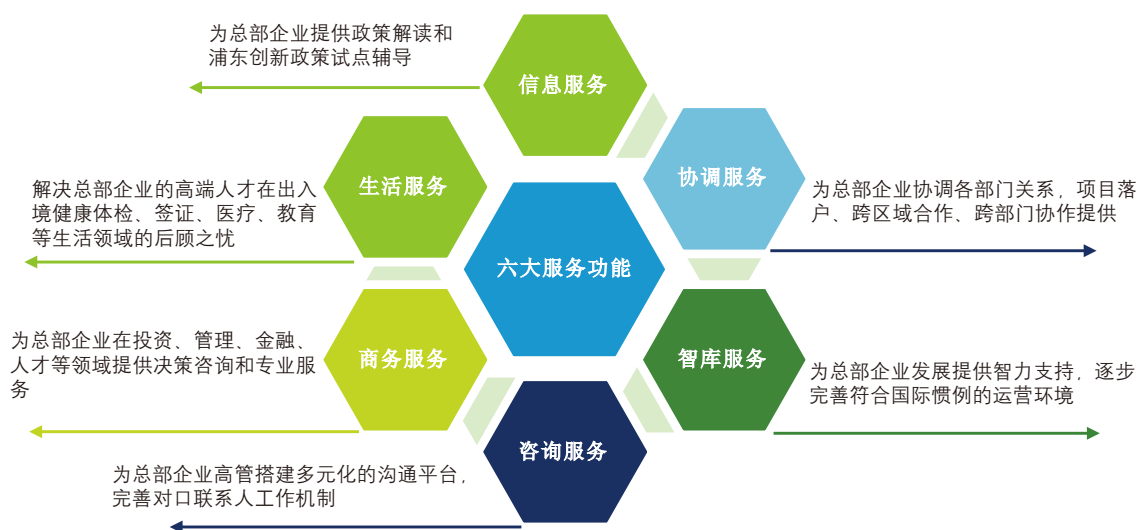 为总部企业提供政策解读和
浦东创新政策试点辅导
信息服务
生活服务
协调服务
解决总部企业的高端人才在出入
境健康体检、签证、医疗、教育
等生活领域的后顾之忧
为总部企业协调各部门关系，项目落
户、跨区域合作、跨部门协作提供
六大服务功能
为总部企业在投资、管理、金融、
人才等领域提供决策咨询和专业服
务
商务服务
智库服务
为总部企业发展提供智力支持，逐步
完善符合国际惯例的运营环境
咨询服务
为总部企业高管搭建多元化的沟通平台，
完善对口联系人工作机制